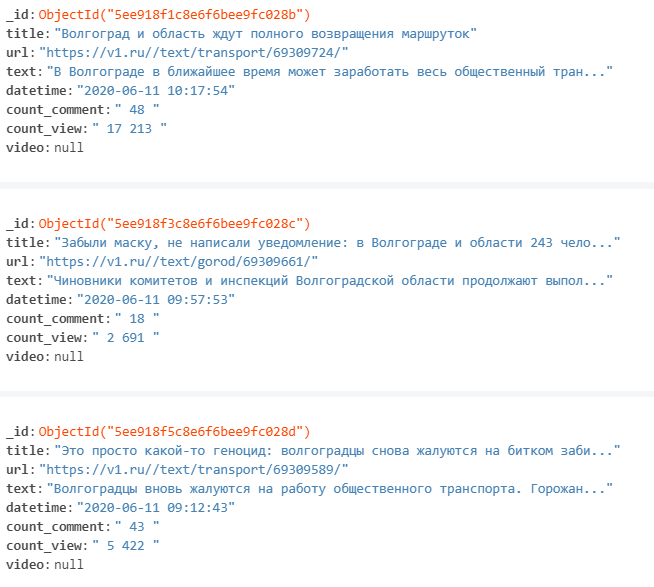 _id: ObjectId("5ee918f1c8e6f6bee9fc028b")
title: "Волгоград и область ждут полного возвращения маршруток"
url: "https://v1.ru//text/transport/69309724/"
text: "В Волгограде в ближайшее время может заработать весь общественный тран..."
datetime: "2020-06-11 10:17:54"
count_comment: " 48 "
count_view: " 17 213 "
video: null
_id: ObjectId("5ee918f3c8e6f6bee9fc028c")
title: "Забыли маску, не написали уведомление: в Волгограде и области 243 чело..."
url: "https://v1.ru//text/gorod/69309661/"
text: "Чиновники комитетов и инспекций Волгоградской области продолжают выпол..."
datetime: "2020-06-11 09:57:53"
count_comment: " 18 "
count_view: " 2 691 "
video: null
_id: ObjectId("5ee918f5c8e6f6bee9fc028d")
title: "Это просто какой-то геноцид: волгоградцы снова жалуются на битком заби..."
url: "https://v1.ru//text/transport/69309589/"
text: "Волгоградцы вновь жалуются на работу общественного транспорта. Горожан..."
datetime: "2020-06-11 09:12:43"
count_comment: " 43 "
count_view: " 5 422 "
video: null